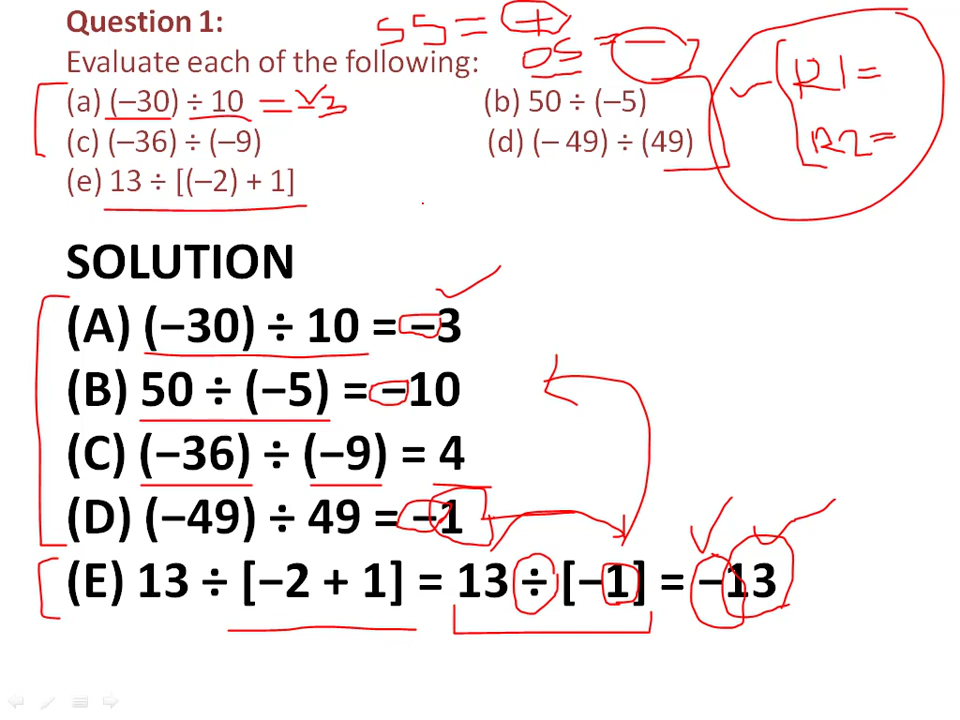 Question 1:
SS = +
Evaluate each of the following:
OS = −
(a) (−30) ÷ 10 = −3
(b) 50 ÷ (−5)
R1 =
(c) (−36) ÷ (−9)
(d) (− 49) ÷ (49)
R2 =
(e) 13 ÷ [(−2) + 1]
SOLUTION
(A) (−30) ÷ 10 = −3
(B) 50 ÷ (−5) = −10
(C) (−36) ÷ (−9) = 4
(D) (−49) ÷ 49 = −1
(E) 13 ÷ [−2 + 1] = 13 ÷ [−1] = −13